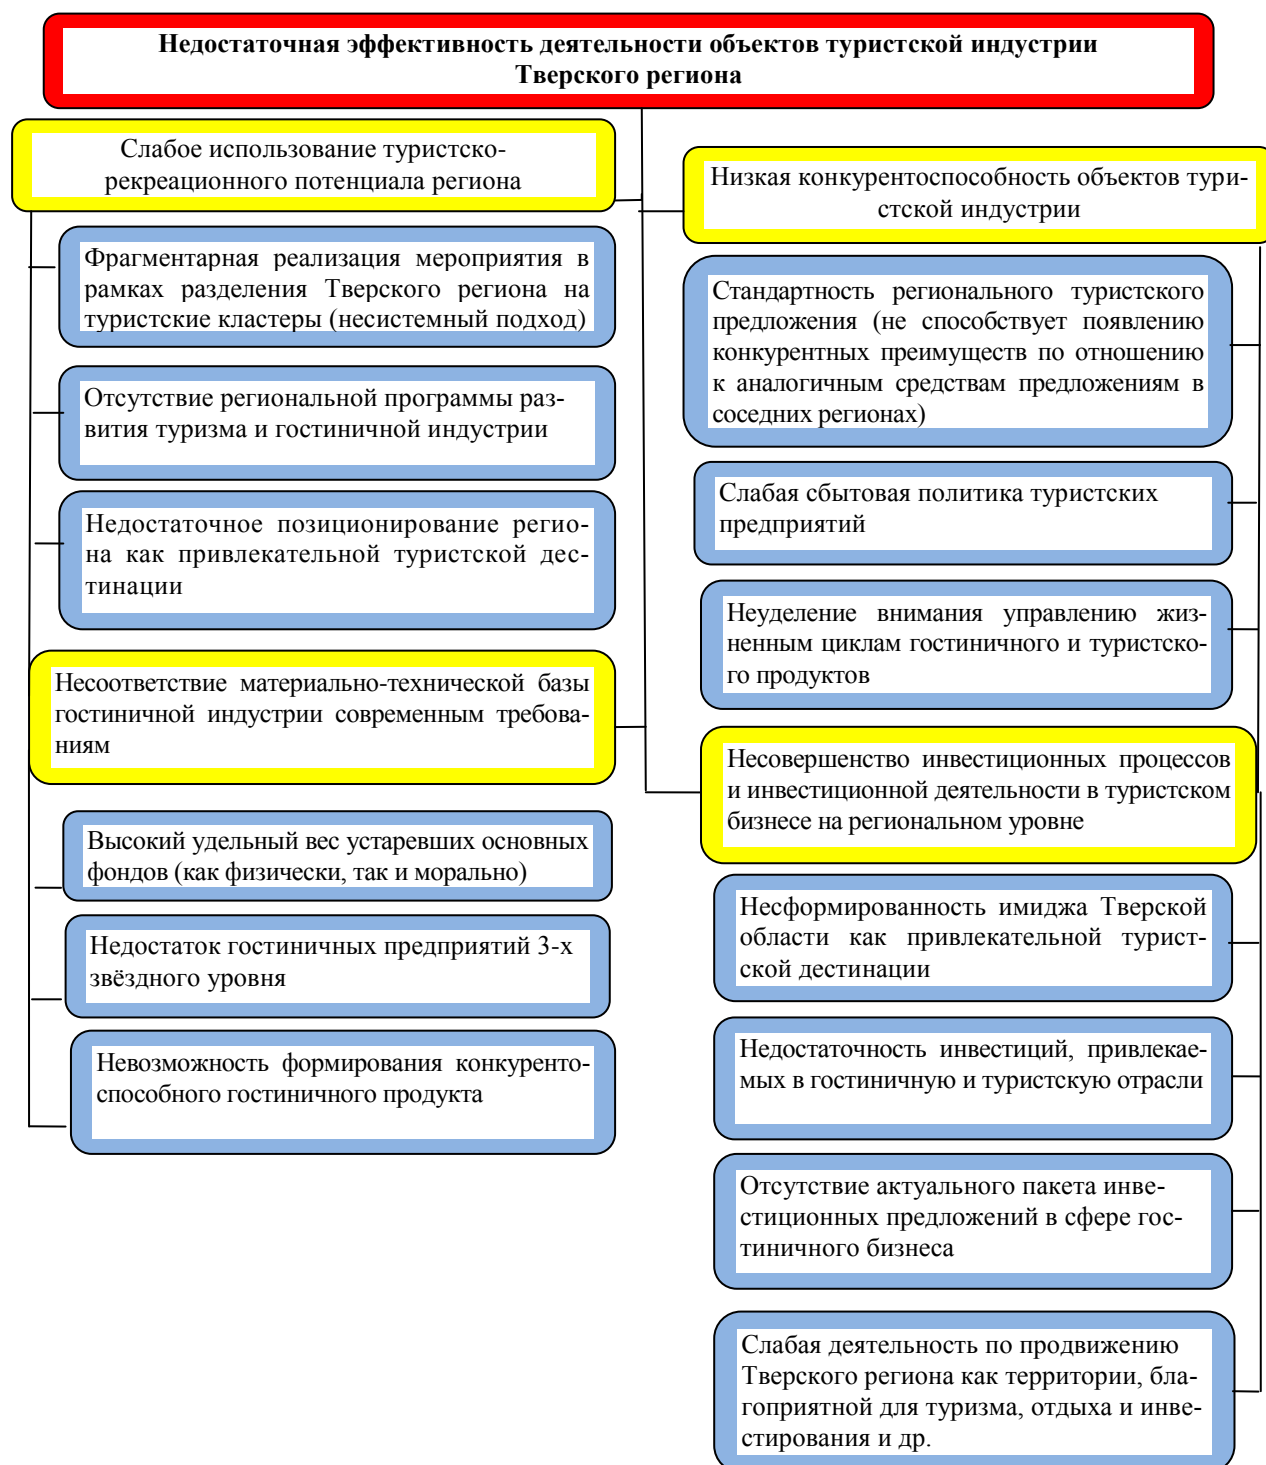 Недостаточная эффективность деятельности объектов туристской индустрии
Тверского региона
Слабое использование туристско-
рекреационного потенциала региона
Фрагментарная реализация мероприятия в
рамках разделения Тверского региона на
туристские кластеры (несистемный подход)
Отсутствие региональной программы раз-
вития туризма и гостиничной индустрии
Недостаточное позиционирование регио-
на как привлекательной туристской дес-
тинации
Несоответствие материально-технической базы
гостиничной индустрии современным требова-
ниям
Высокий удельный вес устаревших основных
фондов (как физически, так и морально)
Недостаток гостиничных предприятий 3-х
звёздного уровня
Невозможность формирования конкуренто-
способного гостиничного продукта
Низкая конкурентоспособность объектов тури-
стской индустрии
Стандартность регионального туристского
предложения (не способствует появлению
конкурентных преимуществ по отношению
к аналогичным средствам предложениям в
соседних регионах)
Слабая сбытовая политика туристских
предприятий
Неуделение внимания управлению жиз-
ненным циклам гостиничного и туристско-
го продуктов
Несовершенство инвестиционных процессов
и инвестиционной деятельности в туристском
бизнесе на региональном уровне
Несформированность имиджа Тверской
области как привлекательной турист-
ской дестинации
Недостаточность инвестиций, привлекае-
мых в гостиничную и туристскую отрасли
Отсутствие актуального пакета инве-
стиционных предложений в сфере гос-
тиничного бизнеса
Слабая деятельность по продвижению
Тверского региона как территории, бла-
гоприятной для туризма, отдыха и инве-
стирования и др.